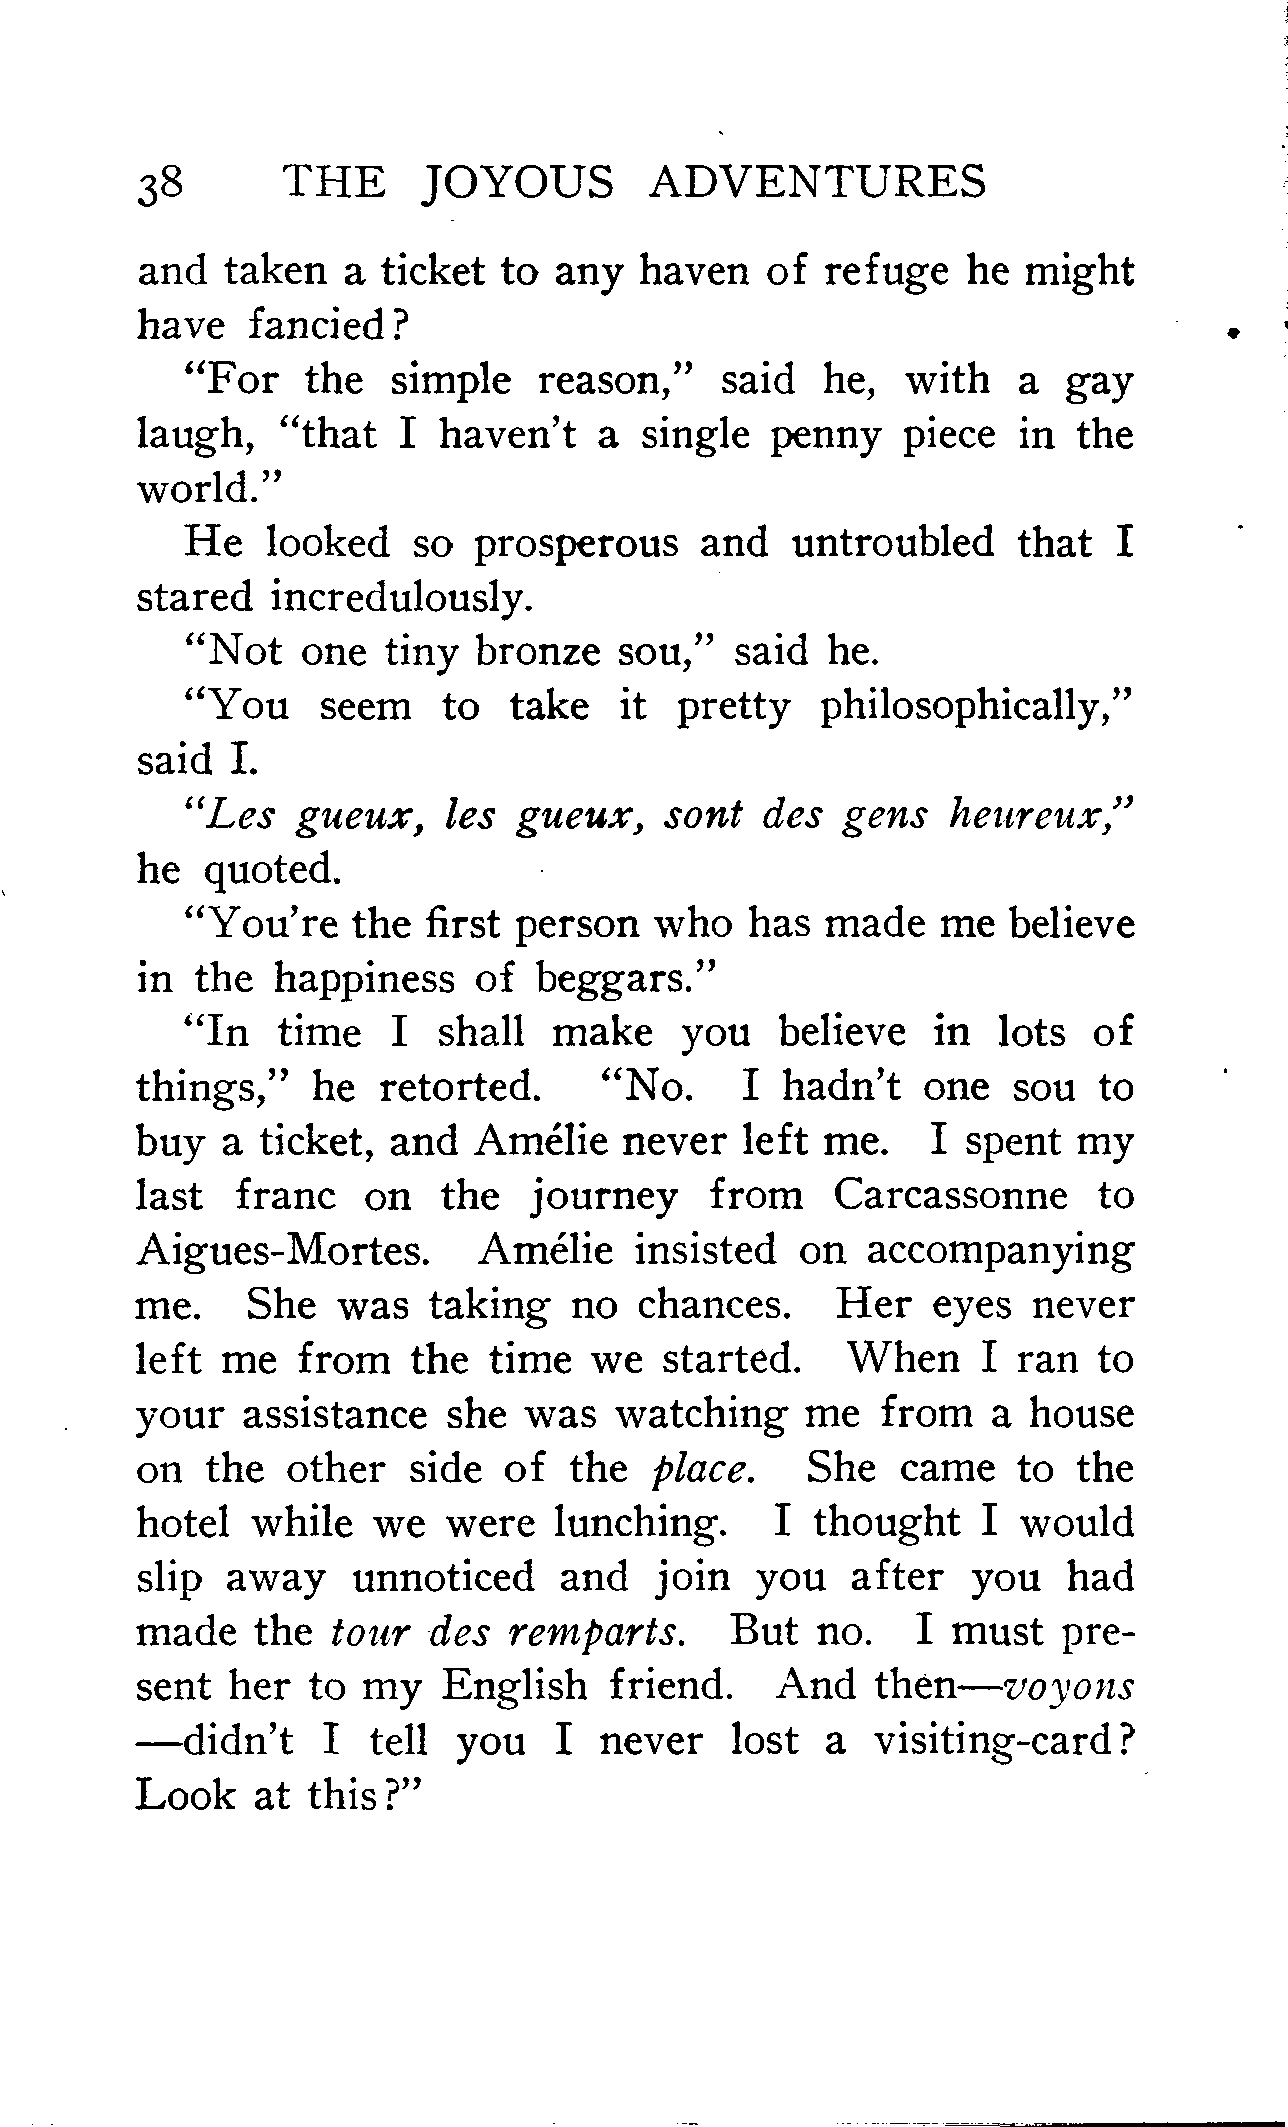 38 THE JOYOUS ADVENTURES
and taken a ticket to any haven of refuge he might
have fancied?
"For the simple reason," said he, with a gay
laugh, "that I haven't a single penny piece in the
world."
He looked so prosperous and untroubled that I
stared incredulously.
"Not one tiny bronze sou," said he.
"You seem to take it pretty philosophically,"
said I.
"Les gueux, les gueux, sont des gens heureux,"
he quoted.
"You're the first person who has made me believe
in the happiness of beggars."
"In time I shall make you believe in lots of
things," he retorted. "No. I hadn't one sou to
buy a ticket, and Amélie never left me. I spent my
last franc on the journey from Carcassonne to
Aigues-Mortes. Amélie insisted on accompanying
me. She was taking no chances. Her eyes never
left me from the time we started. When I ran to
your assistance she was watching me from a house
on the other side of the place. She came to the
hotel while we were lunching. I thought I would
slip away unnoticed and join you after you had
made the tour des remparts. But no. I must pre-
sent her to my English friend. And then—voyons
—didn't I tell you I never lost a visiting-card?
Look at this?"